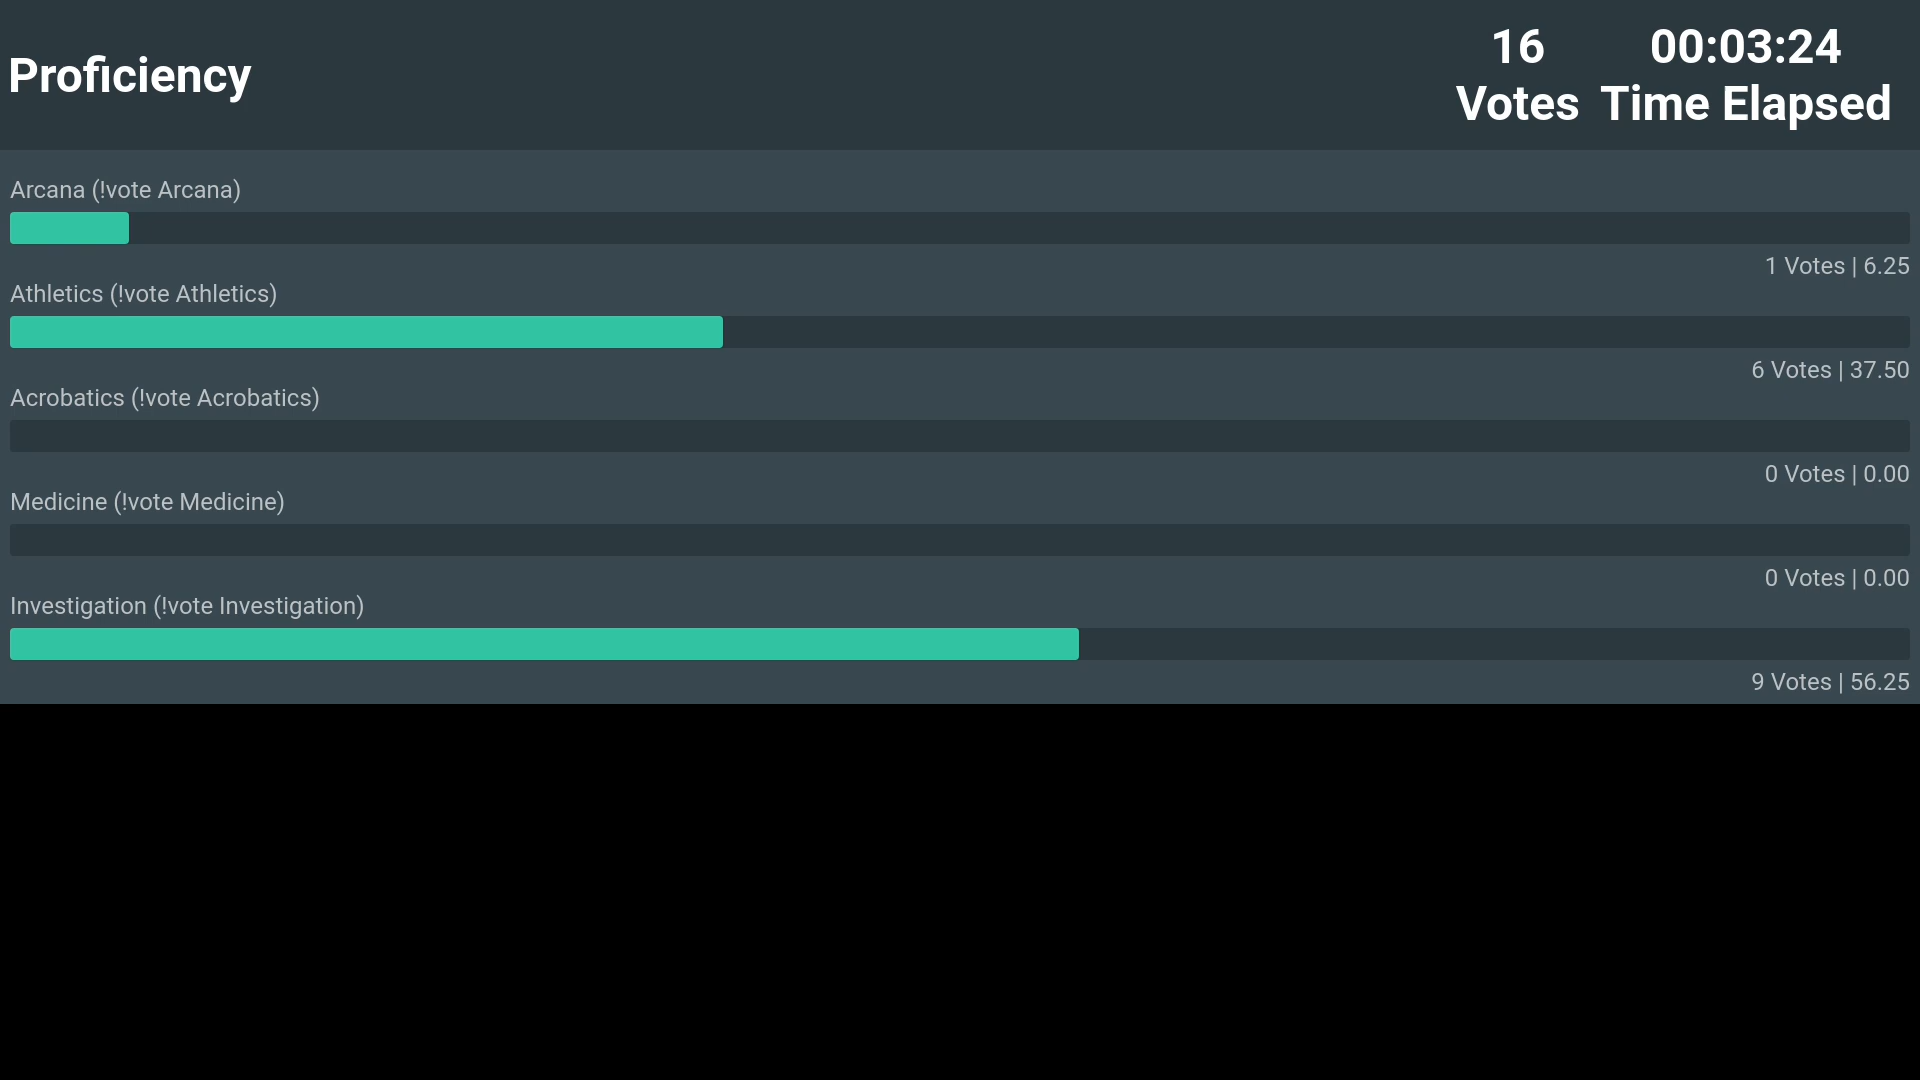 Proficiency
16
Votes
00:03:24
Time Elapsed
Arcana (!vote Arcana)
1 Votes | 6.25
Athletics (!vote Athletics)
6 Votes | 37.50
Acrobatics (!vote Acrobatics)
0 Votes | 0.00
Medicine (!vote Medicine)
0 Votes | 0.00
Investigation (!vote Investigation)
9 Votes | 56.25